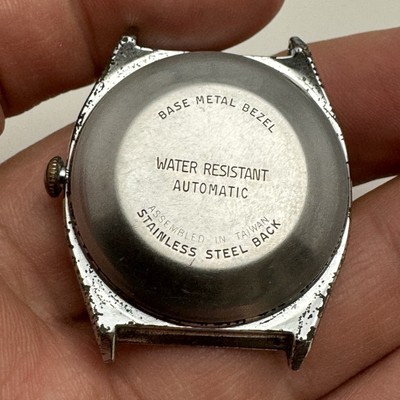 BASE METAL BEZEL
WATER RESISTANT
AUTOMATIC
ASSEMBLED IN TAIWAN
STAINLESS STEEL BACK